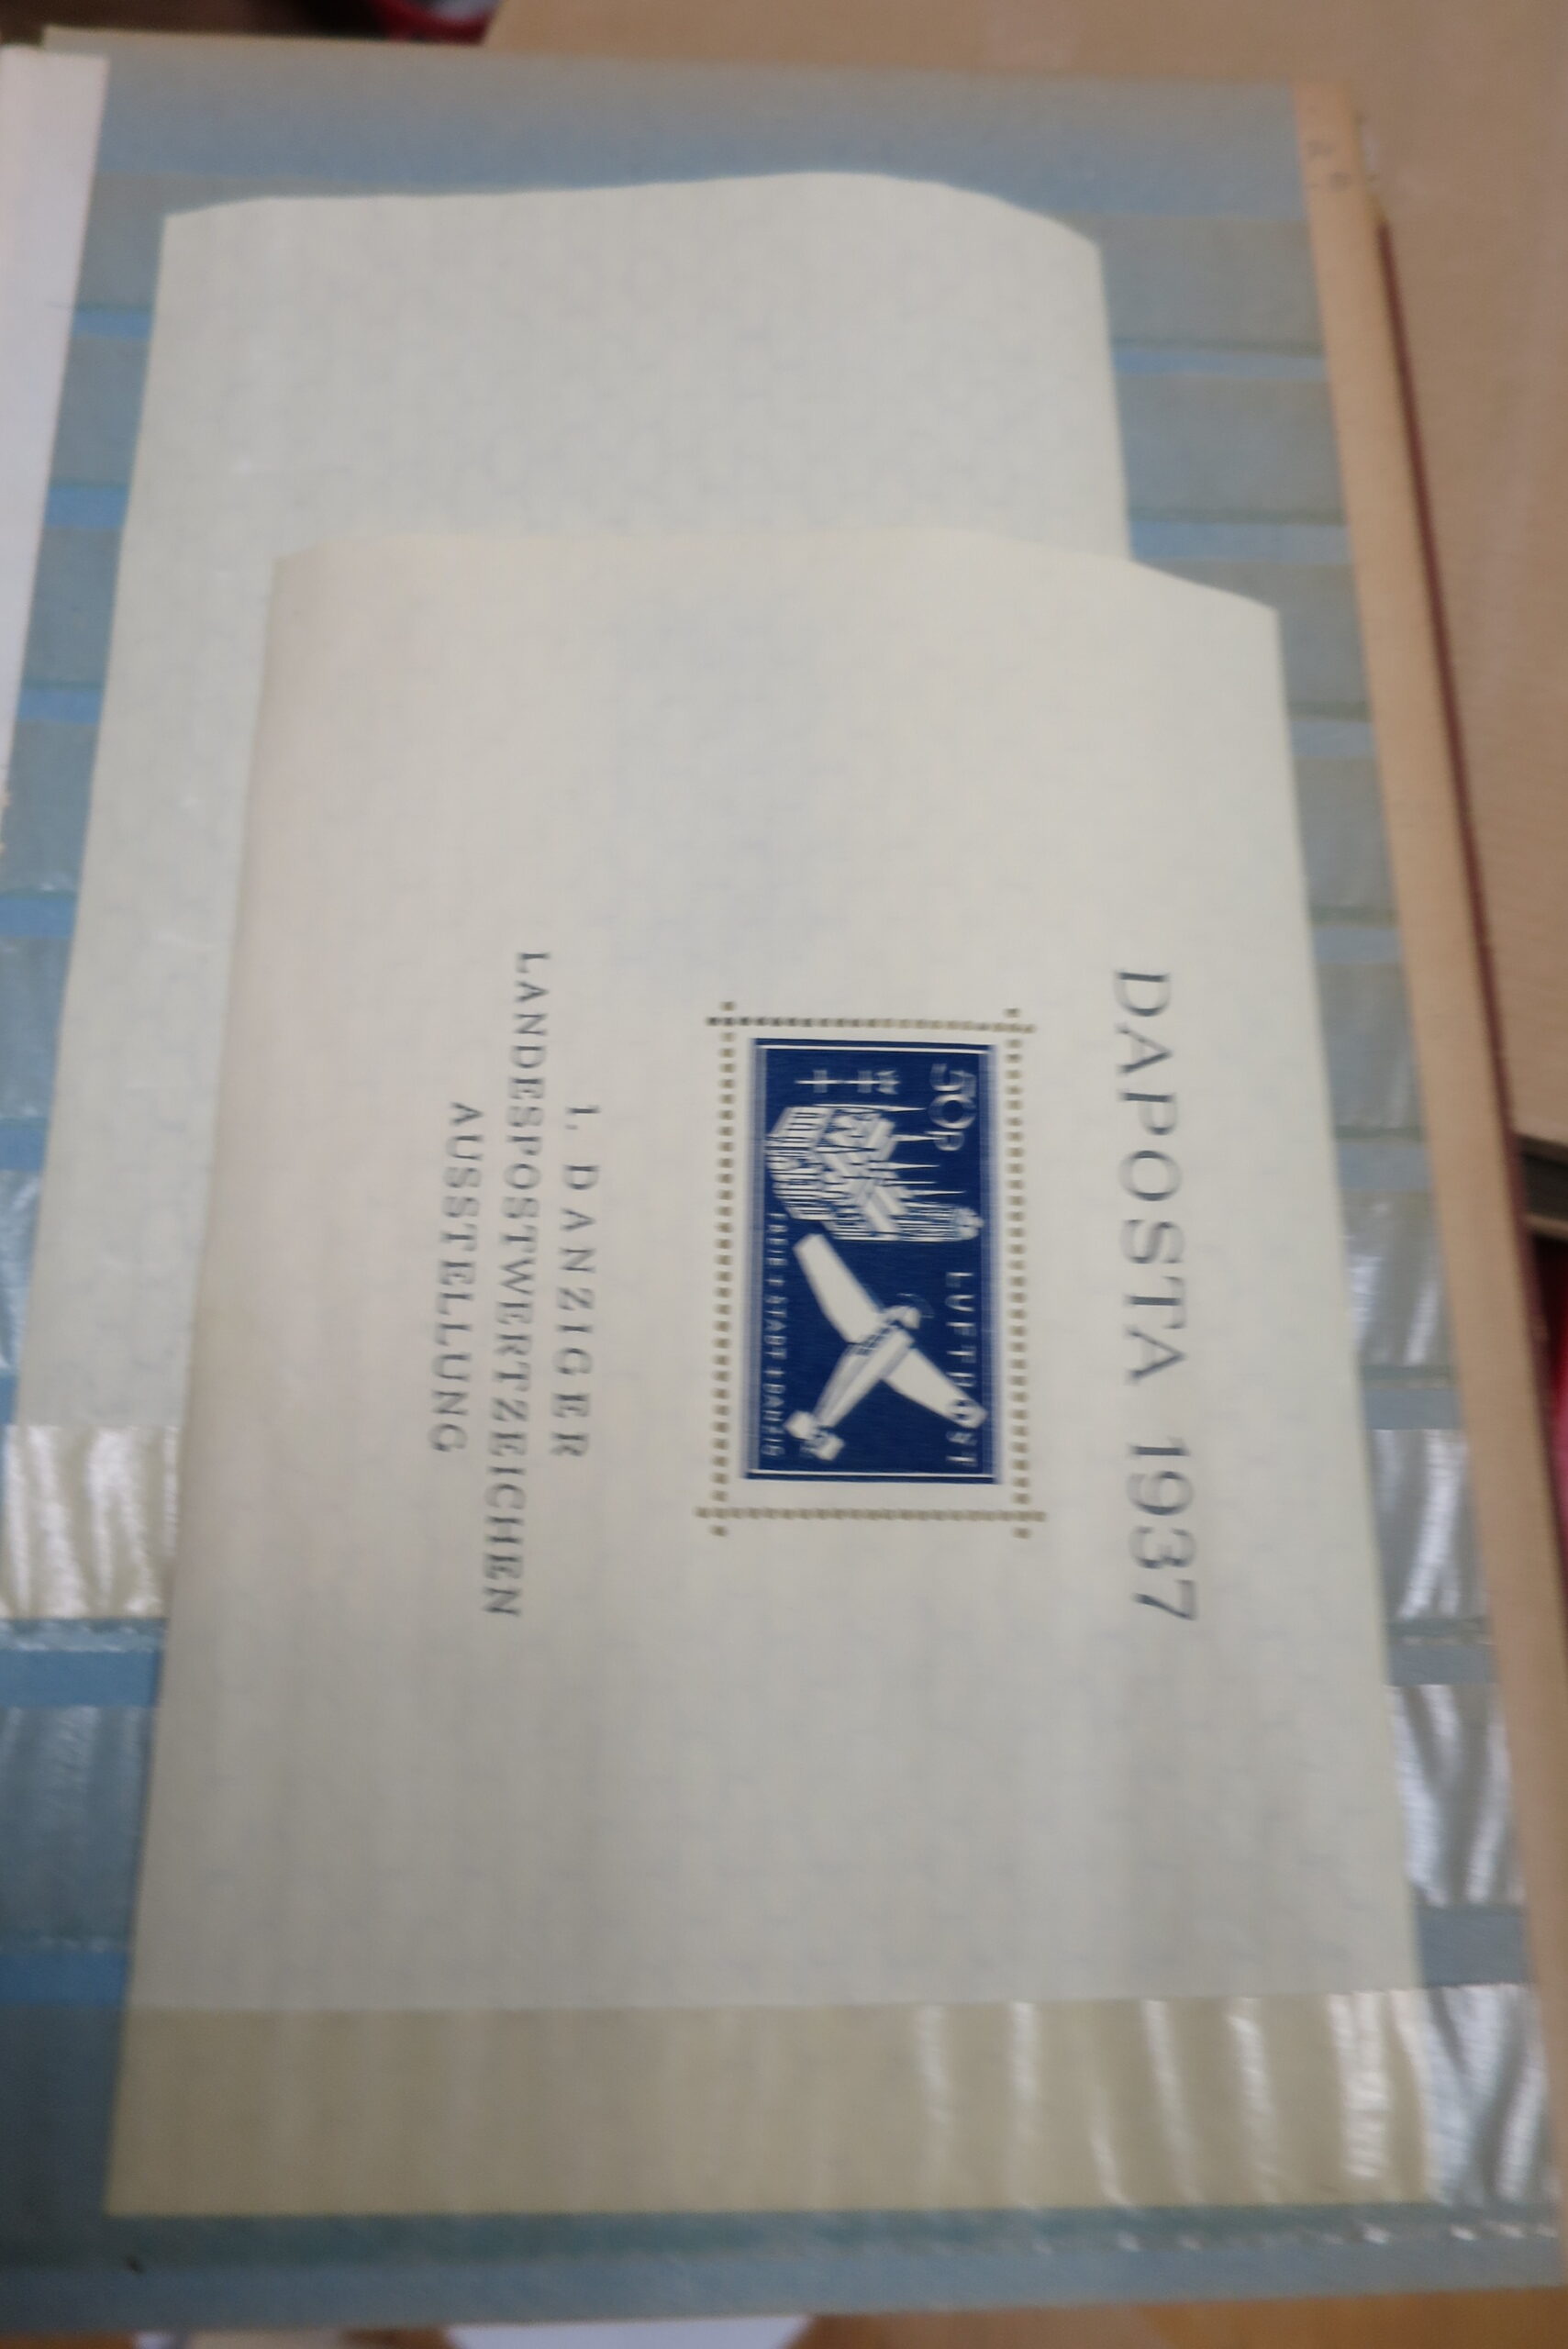 DAPOSTA 1937
50P
LUFTPOST
FREIE STADT DANZIG
1. DANZIGER
LANDESPOSTWERTZEICHEN
AUSSTELLUNG